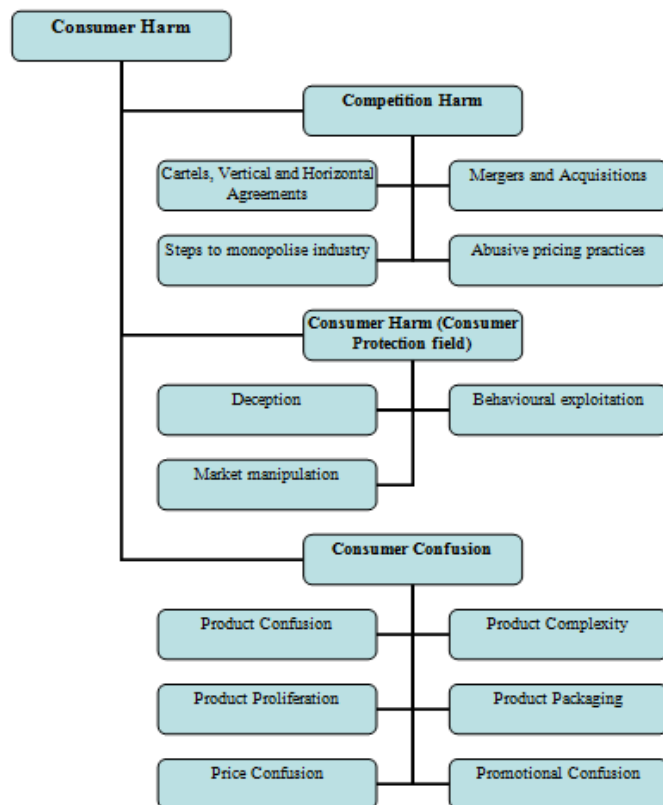 Consumer Harm
Competition Harm
Cartels, Vertical and Horizontal
Agreements
Mergers and Acquisitions
Steps to monopolise industry
Abusive pricing practices
Consumer Harm (Consumer
Protection field)
Deception
Behavioural exploitation
Market manipulation
Consumer Confusion
Product Confusion
Product Complexity
Product Proliferation
Product Packaging
Price Confusion
Promotional Confusion